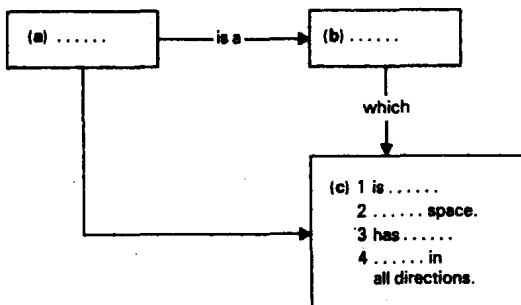 (a) ......
is a
(b) ......
which
(c) 1 is ......
2 ...... space.
3 has ......
4 ...... in
all directions.